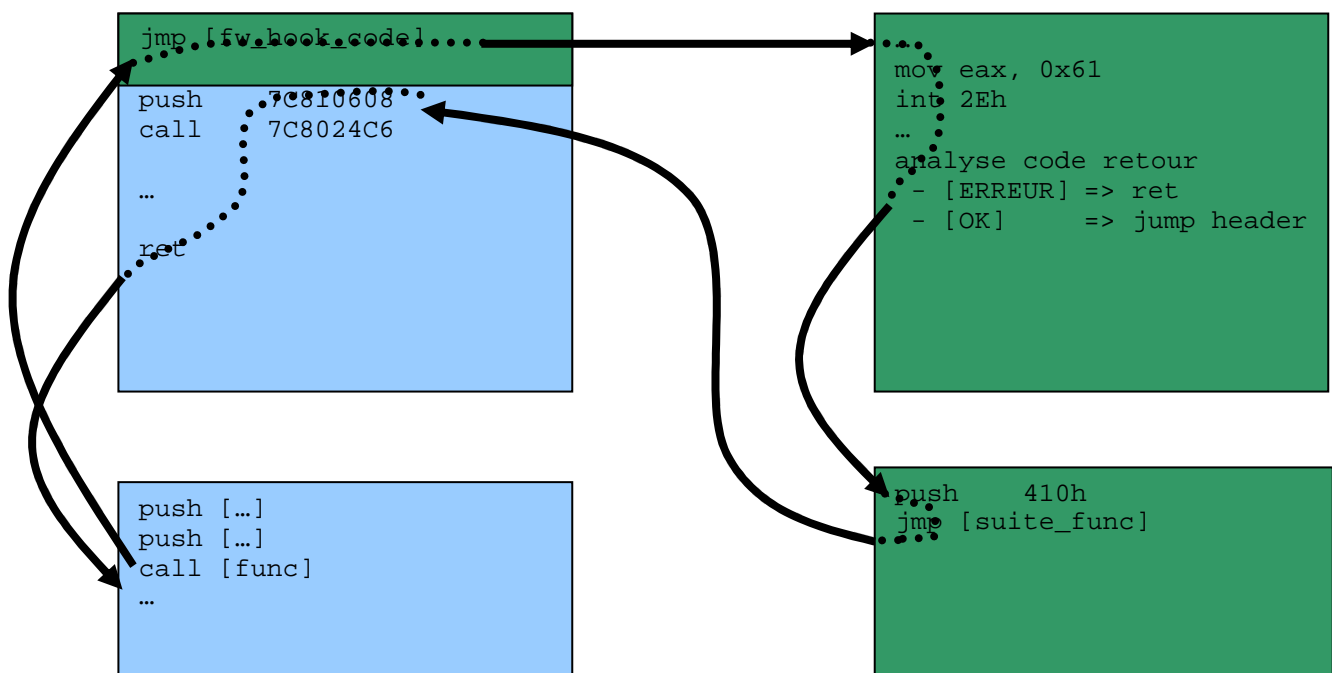 jmp [fw_hook_code]
push     7C810608
call     7C8024C6
…
ret
…
mov eax, 0x61
int 2Eh
…
analyse code retour
- [ERREUR] => ret
- [OK]     => jump header
push […]
push […]
call [func]
…
push    410h
jmp [suite_func]